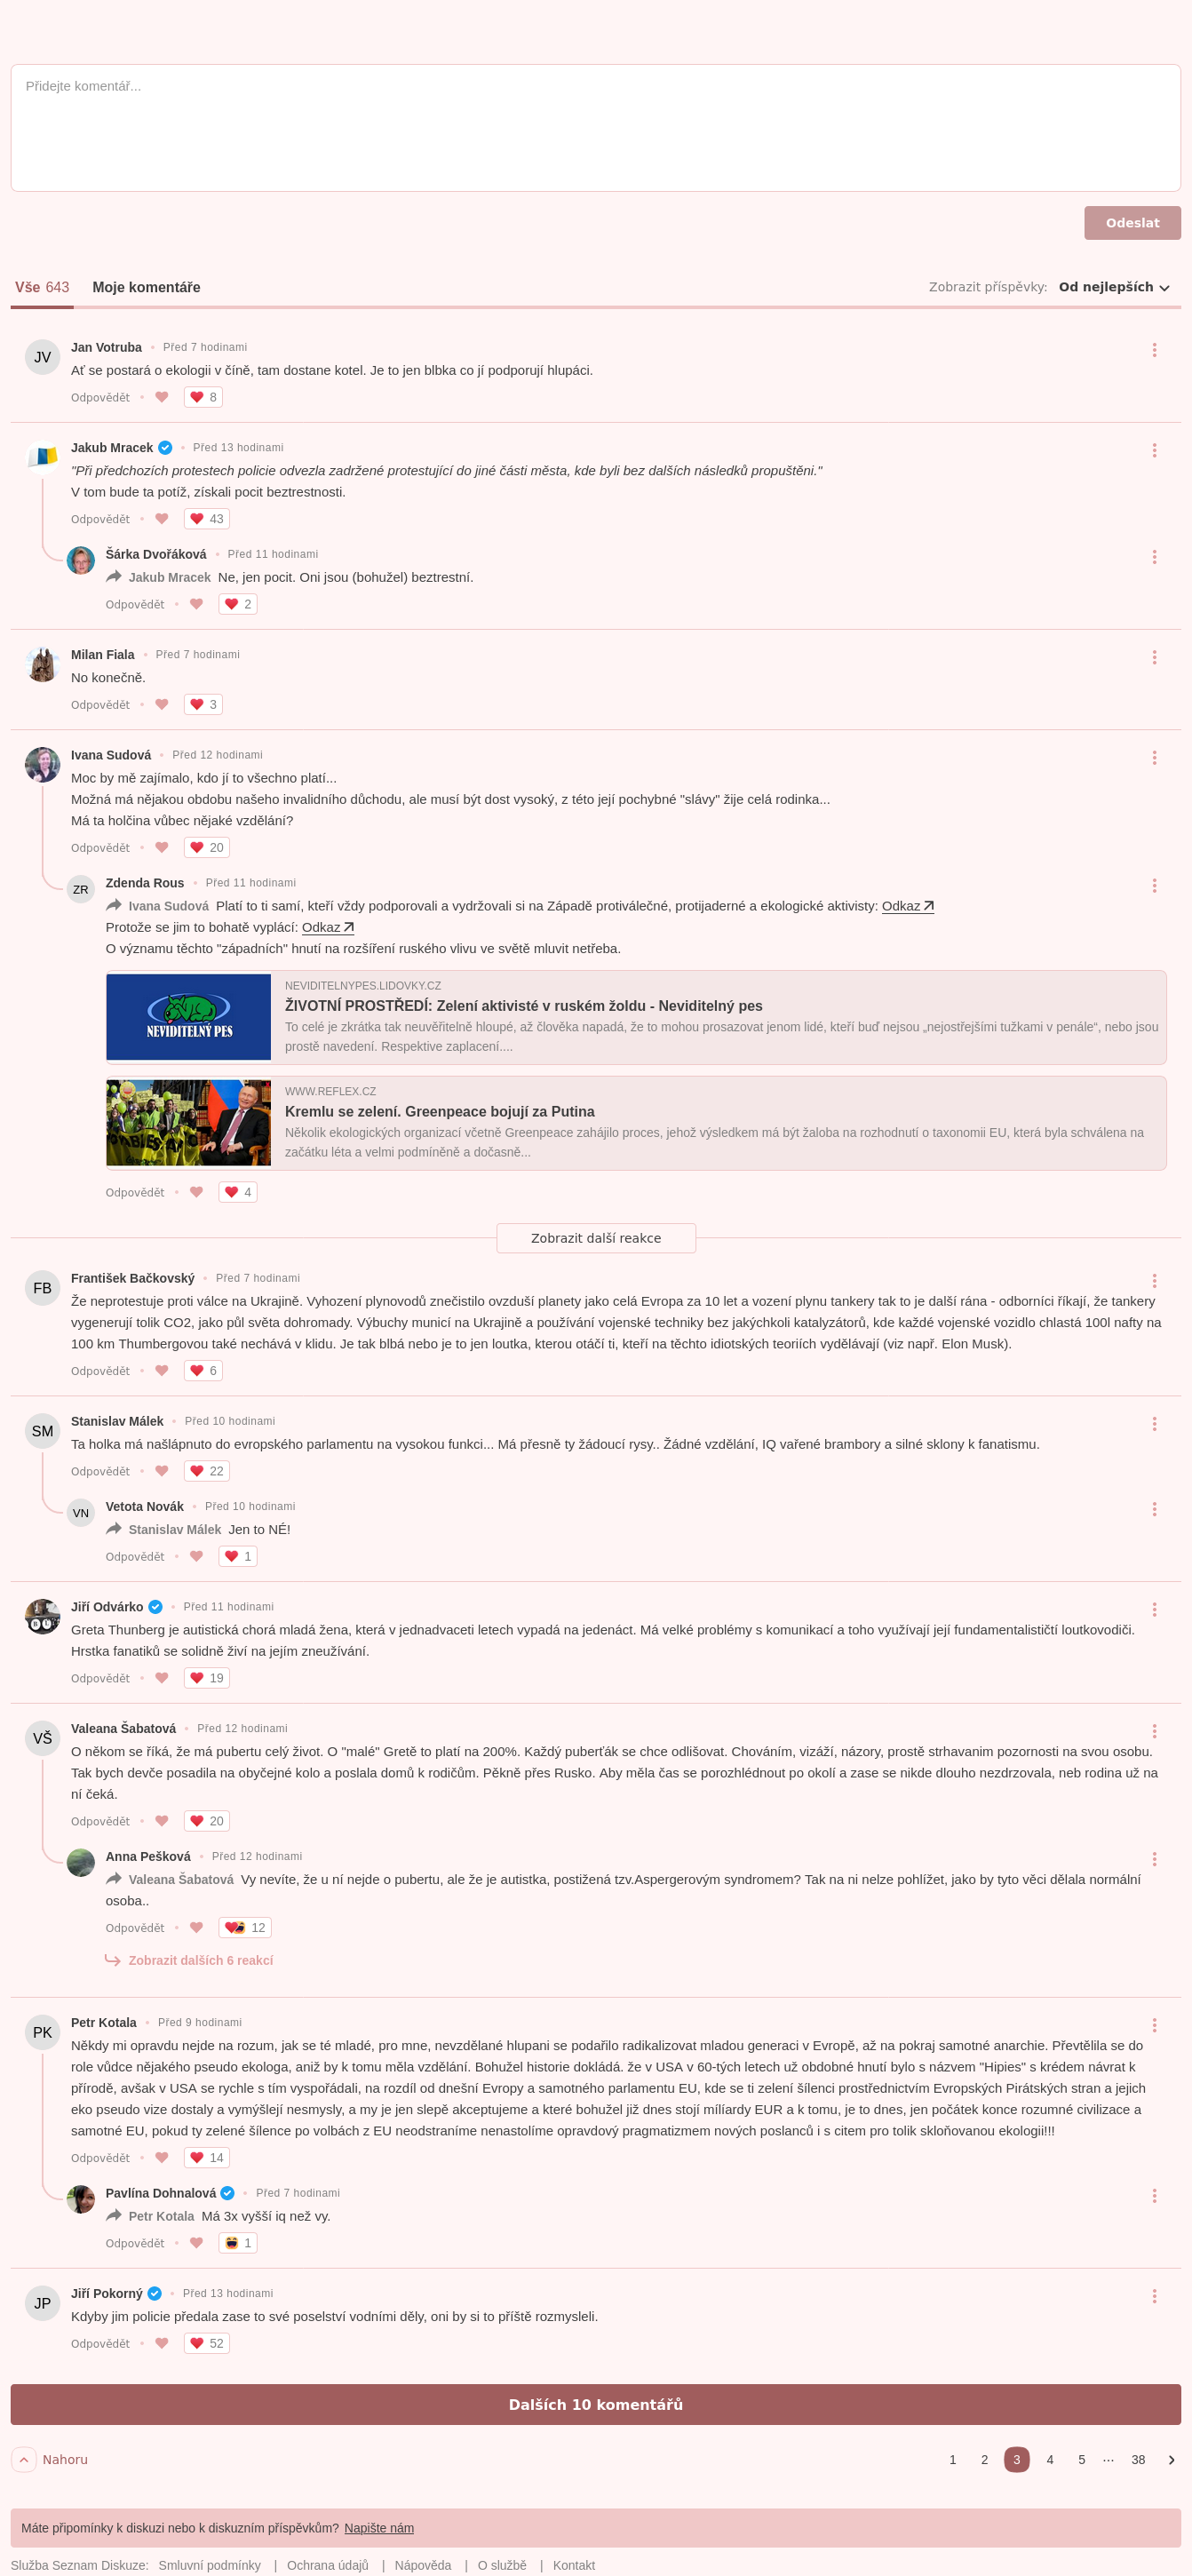 Přidejte komentář...
Odeslat
Vše 643 Moje komentáře Zobrazit příspěvky: Od nejlepších
JV Jan Votruba • Před 7 hodinami
Ať se postará o ekologii v číně, tam dostane kotel. Je to jen blbka co jí podporují hlupáci.
Odpovědět • 8
Jakub Mracek • Před 13 hodinami
"Při předchozích protestech policie odvezla zadržené protestující do jiné části města, kde byli bez dalších následků propuštěni."
V tom bude ta potíž, získali pocit beztrestnosti.
Odpovědět • 43
Šárka Dvořáková • Před 11 hodinami
Jakub Mracek Ne, jen pocit. Oni jsou (bohužel) beztrestní.
Odpovědět • 2
Milan Fiala • Před 7 hodinami
No konečně.
Odpovědět • 3
Ivana Sudová • Před 12 hodinami
Moc by mě zajímalo, kdo jí to všechno platí...
Možná má nějakou obdobu našeho invalidního důchodu, ale musí být dost vysoký, z této její pochybné "slávy" žije celá rodinka...
Má ta holčina vůbec nějaké vzdělání?
Odpovědět • 20
ZR Zdenda Rous • Před 11 hodinami
Ivana Sudová Platí to ti samí, kteří vždy podporovali a vydržovali si na Západě protiválečné, protijaderné a ekologické aktivisty: Odkaz
Protože se jim to bohatě vyplácí: Odkaz
O významu těchto "západních" hnutí na rozšíření ruského vlivu ve světě mluvit netřeba.
NEVIDITELNÝ PES
NEVIDITELNYPES.LIDOVKY.CZ
ŽIVOTNÍ PROSTŘEDÍ: Zelení aktivisté v ruském žoldu - Neviditelný pes
To celé je zkrátka tak neuvěřitelně hloupé, až člověka napadá, že to mohou prosazovat jenom lidé, kteří buď nejsou „nejostřejšími tužkami v penále“, nebo jsou
prostě navedení. Respektive zaplacení....
WWW.REFLEX.CZ
Kremlu se zelení. Greenpeace bojují za Putina
Několik ekologických organizací včetně Greenpeace zahájilo proces, jehož výsledkem má být žaloba na rozhodnutí o taxonomii EU, která byla schválena na
začátku léta a velmi podmíněně a dočasně...
Odpovědět • 4
Zobrazit další reakce
FB František Bačkovský • Před 7 hodinami
Že neprotestuje proti válce na Ukrajině. Vyhození plynovodů znečistilo ovzduší planety jako celá Evropa za 10 let a vození plynu tankery tak to je další rána - odborníci říkají, že tankery
vygenerují tolik CO2, jako půl světa dohromady. Výbuchy municí na Ukrajině a používání vojenské techniky bez jakýchkoli katalyzátorů, kde každé vojenské vozidlo chlastá 100l nafty na
100 km Thumbergovou také nechává v klidu. Je tak blbá nebo je to jen loutka, kterou otáčí ti, kteří na těchto idiotských teoriích vydělávají (viz např. Elon Musk).
Odpovědět • 6
SM Stanislav Málek • Před 10 hodinami
Ta holka má našlápnuto do evropského parlamentu na vysokou funkci... Má přesně ty žádoucí rysy.. Žádné vzdělání, IQ vařené brambory a silné sklony k fanatismu.
Odpovědět • 22
VN Vetota Novák • Před 10 hodinami
Stanislav Málek Jen to NÉ!
Odpovědět • 1
Jiří Odvárko • Před 11 hodinami
Greta Thunberg je autistická chorá mladá žena, která v jednadvaceti letech vypadá na jedenáct. Má velké problémy s komunikací a toho využívají její fundamentalističtí loutkovodiči.
Hrstka fanatiků se solidně živí na jejím zneužívání.
Odpovědět • 19
VŠ Valeana Šabatová • Před 12 hodinami
O někom se říká, že má pubertu celý život. O "malé" Gretě to platí na 200%. Každý puberťák se chce odlišovat. Chováním, vizáží, názory, prostě strhavanim pozornosti na svou osobu.
Tak bych devče posadila na obyčejné kolo a poslala domů k rodičům. Pěkně přes Rusko. Aby měla čas se porozhlédnout po okolí a zase se nikde dlouho nezdrzovala, neb rodina už na
ní čeká.
Odpovědět • 20
Anna Pešková • Před 12 hodinami
Valeana Šabatová Vy nevíte, že u ní nejde o pubertu, ale že je autistka, postižená tzv.Aspergerovým syndromem? Tak na ni nelze pohlížet, jako by tyto věci dělala normální
osoba..
Odpovědět • 12
Zobrazit dalších 6 reakcí
PK Petr Kotala • Před 9 hodinami
Někdy mi opravdu nejde na rozum, jak se té mladé, pro mne, nevzdělané hlupani se podařilo radikalizovat mladou generaci v Evropě, až na pokraj samotné anarchie. Převtělila se do
role vůdce nějakého pseudo ekologa, aniž by k tomu měla vzdělání. Bohužel historie dokládá. že v USA v 60-tých letech už obdobné hnutí bylo s názvem "Hipies" s krédem návrat k
přírodě, avšak v USA se rychle s tím vyspořádali, na rozdíl od dnešní Evropy a samotného parlamentu EU, kde se ti zelení šílenci prostřednictvím Evropských Pirátských stran a jejich
eko pseudo vize dostaly a vymýšlejí nesmysly, a my je jen slepě akceptujeme a které bohužel již dnes stojí mílíardy EUR a k tomu, je to dnes, jen počátek konce rozumné civilizace a
samotné EU, pokud ty zelené šílence po volbách z EU neodstraníme nenastolíme opravdový pragmatizmem nových poslanců i s citem pro tolik skloňovanou ekologii!!!
Odpovědět • 14
Pavlína Dohnalová • Před 7 hodinami
Petr Kotala Má 3x vyšší iq než vy.
Odpovědět • 1
JP Jiří Pokorný • Před 13 hodinami
Kdyby jim policie předala zase to své poselství vodními děly, oni by si to příště rozmysleli.
Odpovědět • 52
Dalších 10 komentářů
Nahoru 1 2 3 4 5 ··· 38
Máte připomínky k diskuzi nebo k diskuzním příspěvkům? Napište nám
Služba Seznam Diskuze: Smluvní podmínky | Ochrana údajů | Nápověda | O službě | Kontakt